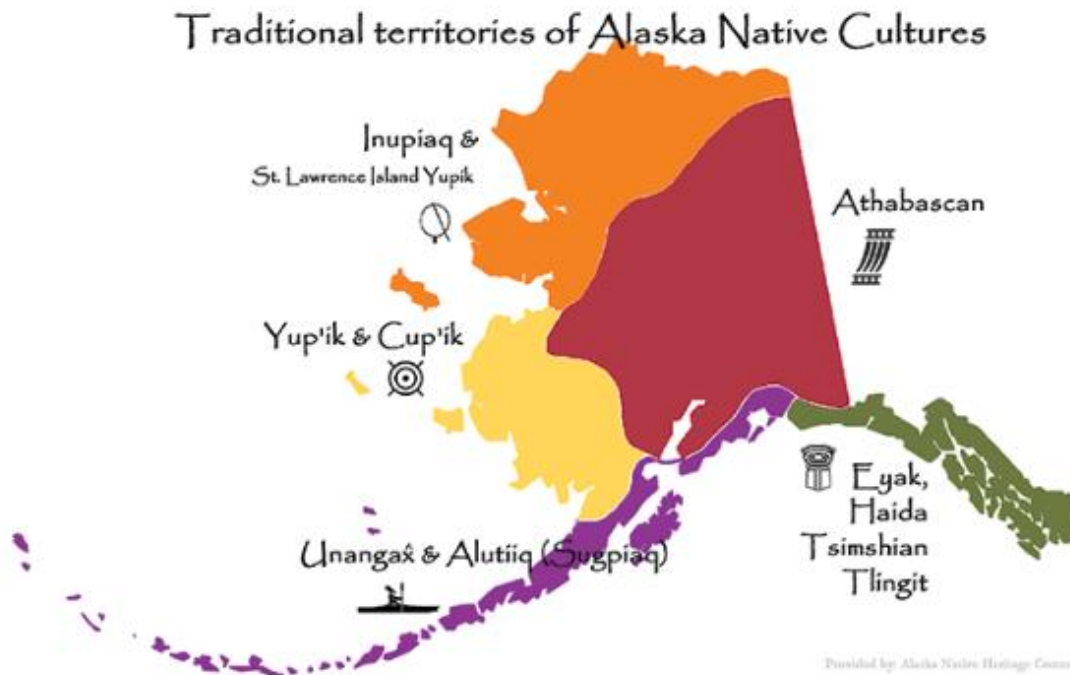 Traditional territories of Alaska Native Cultures
Inupiaq &
St. Lawrence Island Yupik
Athabascan
Yup'ik & Cup'ik
Unangax̂ & Alutiiq (Sugpiaq)
Eyak,
Haida
Tsimshian
Tlingit
Provided by: Alaska Native Heritage